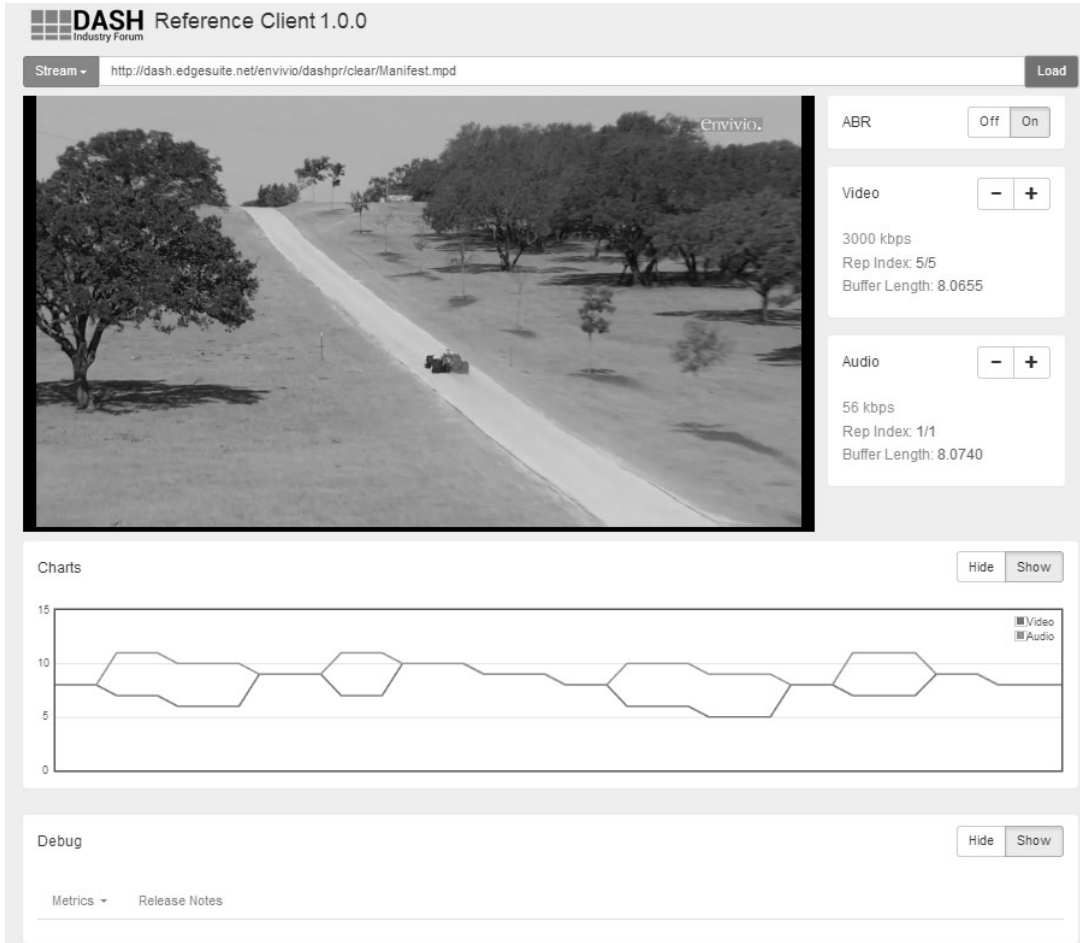 DASH Reference Client 1.0.0
Industry Forum
Stream http://dash.edgesuite.net/envivio/dashpr/clear/Manifest.mpd Load
envivio.
ABR Off On
Video - +
3000 kbps
Rep Index: 5/5
Buffer Length: 8.0655
Audio - +
56 kbps
Rep Index: 1/1
Buffer Length: 8.0740
Charts Hide Show
15
10
5
0
Video
Audio
Debug Hide Show
Metrics Release Notes